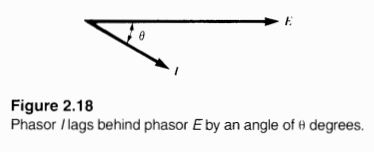 E
θ
I
Figure 2.18
Phasor I lags behind phasor E by an angle of θ degrees.